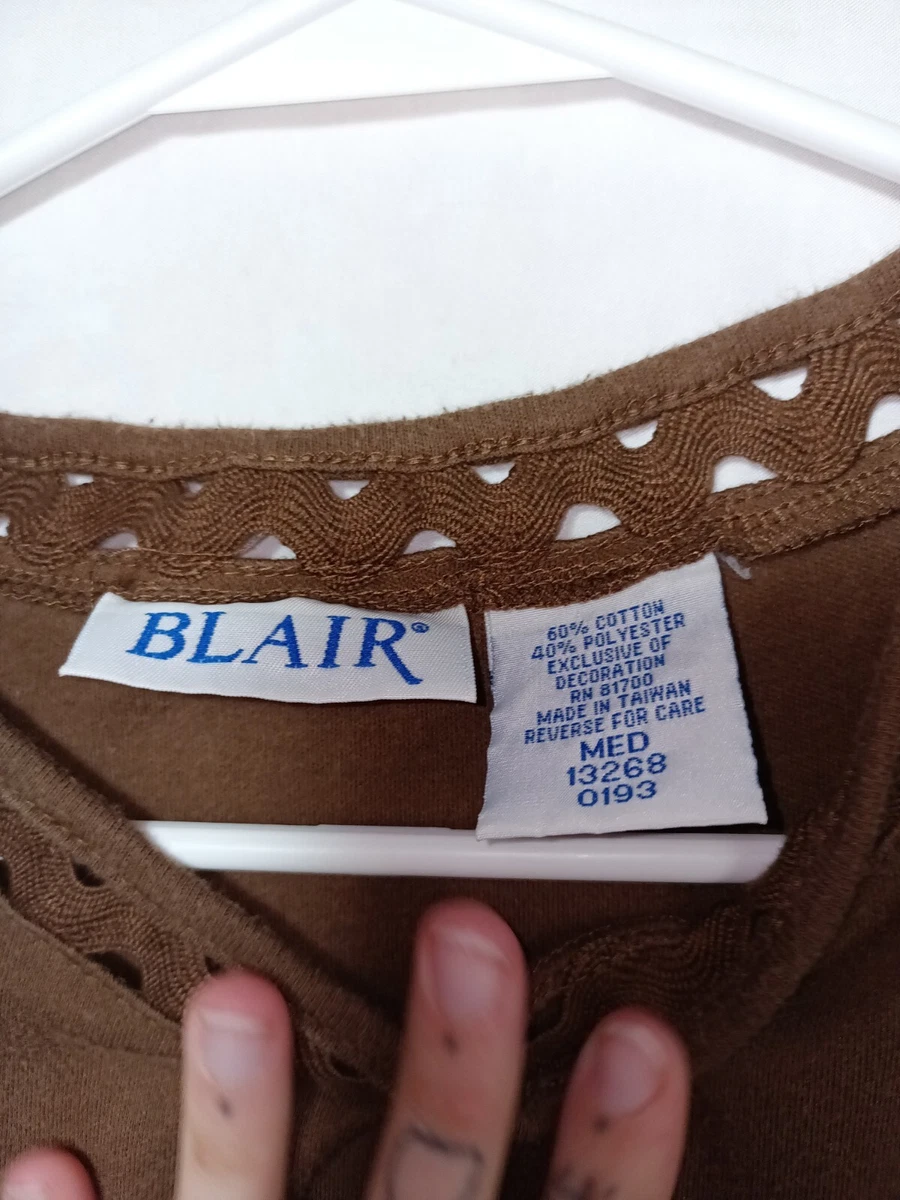 BLAIR®
60% COTTON
40% POLYESTER
EXCLUSIVE OF
DECORATION
RN 81700
MADE IN TAIWAN
REVERSE FOR CARE
MED
13268
0193